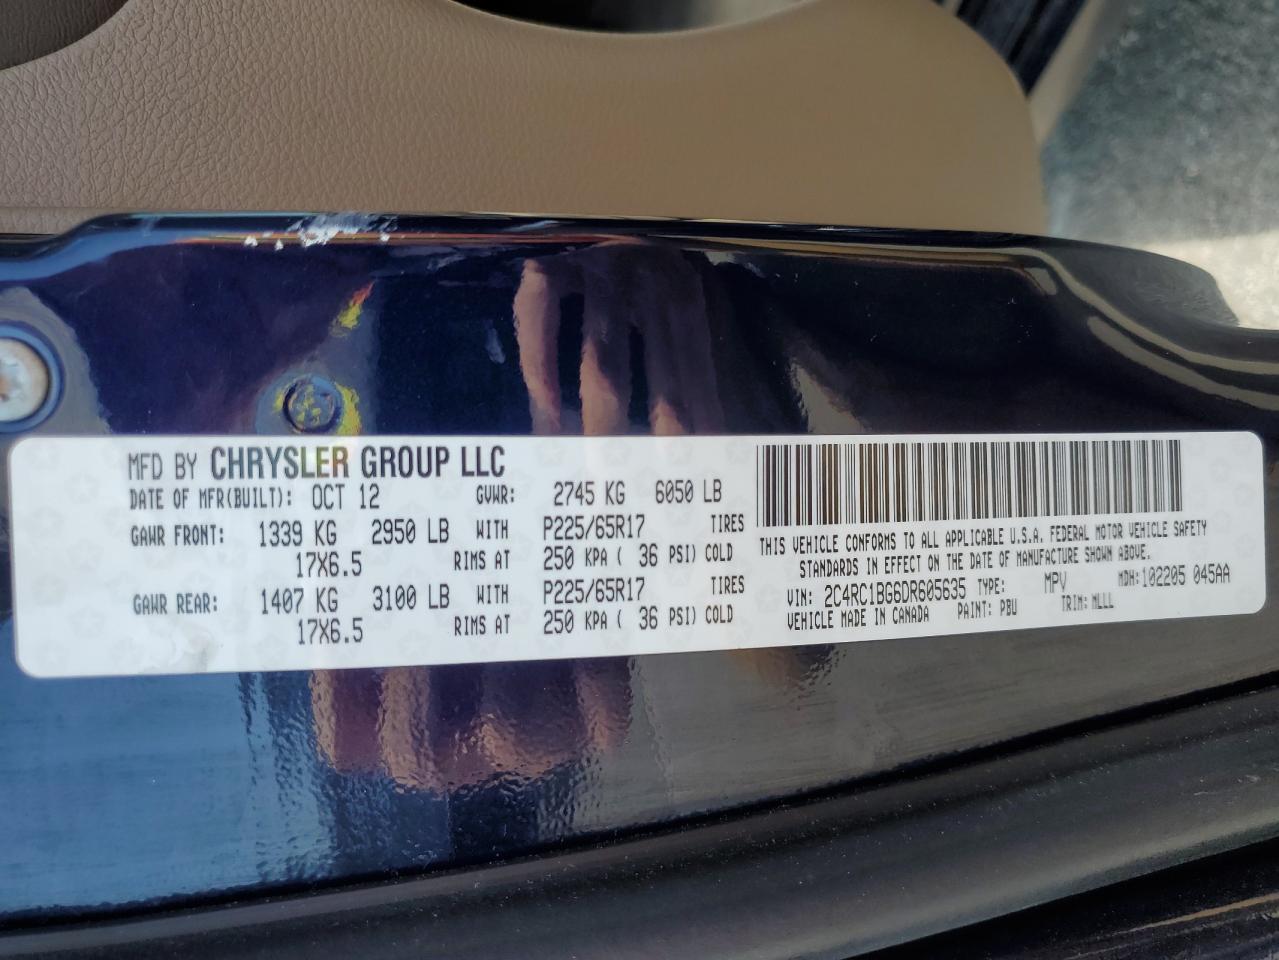 MFD BY CHRYSLER GROUP LLC
DATE OF MFR(BUILT): OCT 12 GVWR: 2745 KG 6050 LB
GAWR FRONT: 1339 KG 2950 LB WITH P225/65R17 TIRES
17X6.5 RIMS AT 250 KPA ( 36 PSI) COLD
GAWR REAR: 1407 KG 3100 LB WITH P225/65R17 TIRES
17X6.5 RIMS AT 250 KPA ( 36 PSI) COLD
THIS VEHICLE CONFORMS TO ALL APPLICABLE U.S.A. FEDERAL MOTOR VEHICLE SAFETY
STANDARDS IN EFFECT ON THE DATE OF MANUFACTURE SHOWN ABOVE.
VIN: 2C4RC1BG6DR605635 TYPE: MPV MDH:102205 045AA
VEHICLE MADE IN CANADA PAINT: PBU TRIM: MLLL